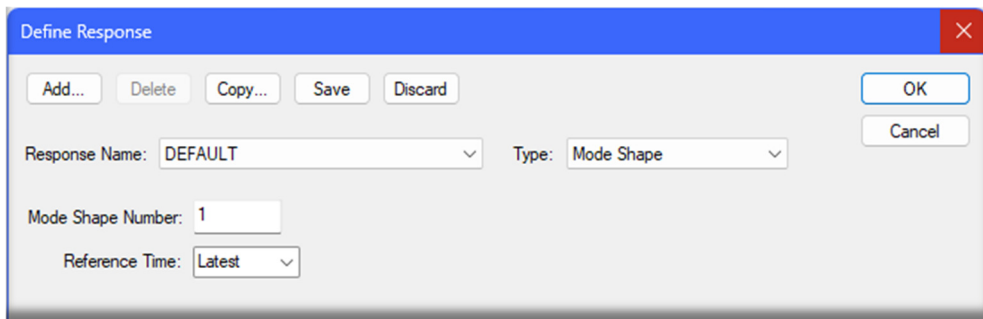 Define Response
Add... Delete Copy... Save Discard OK
Cancel
Response Name: DEFAULT Type: Mode Shape
Mode Shape Number: 1
Reference Time: Latest